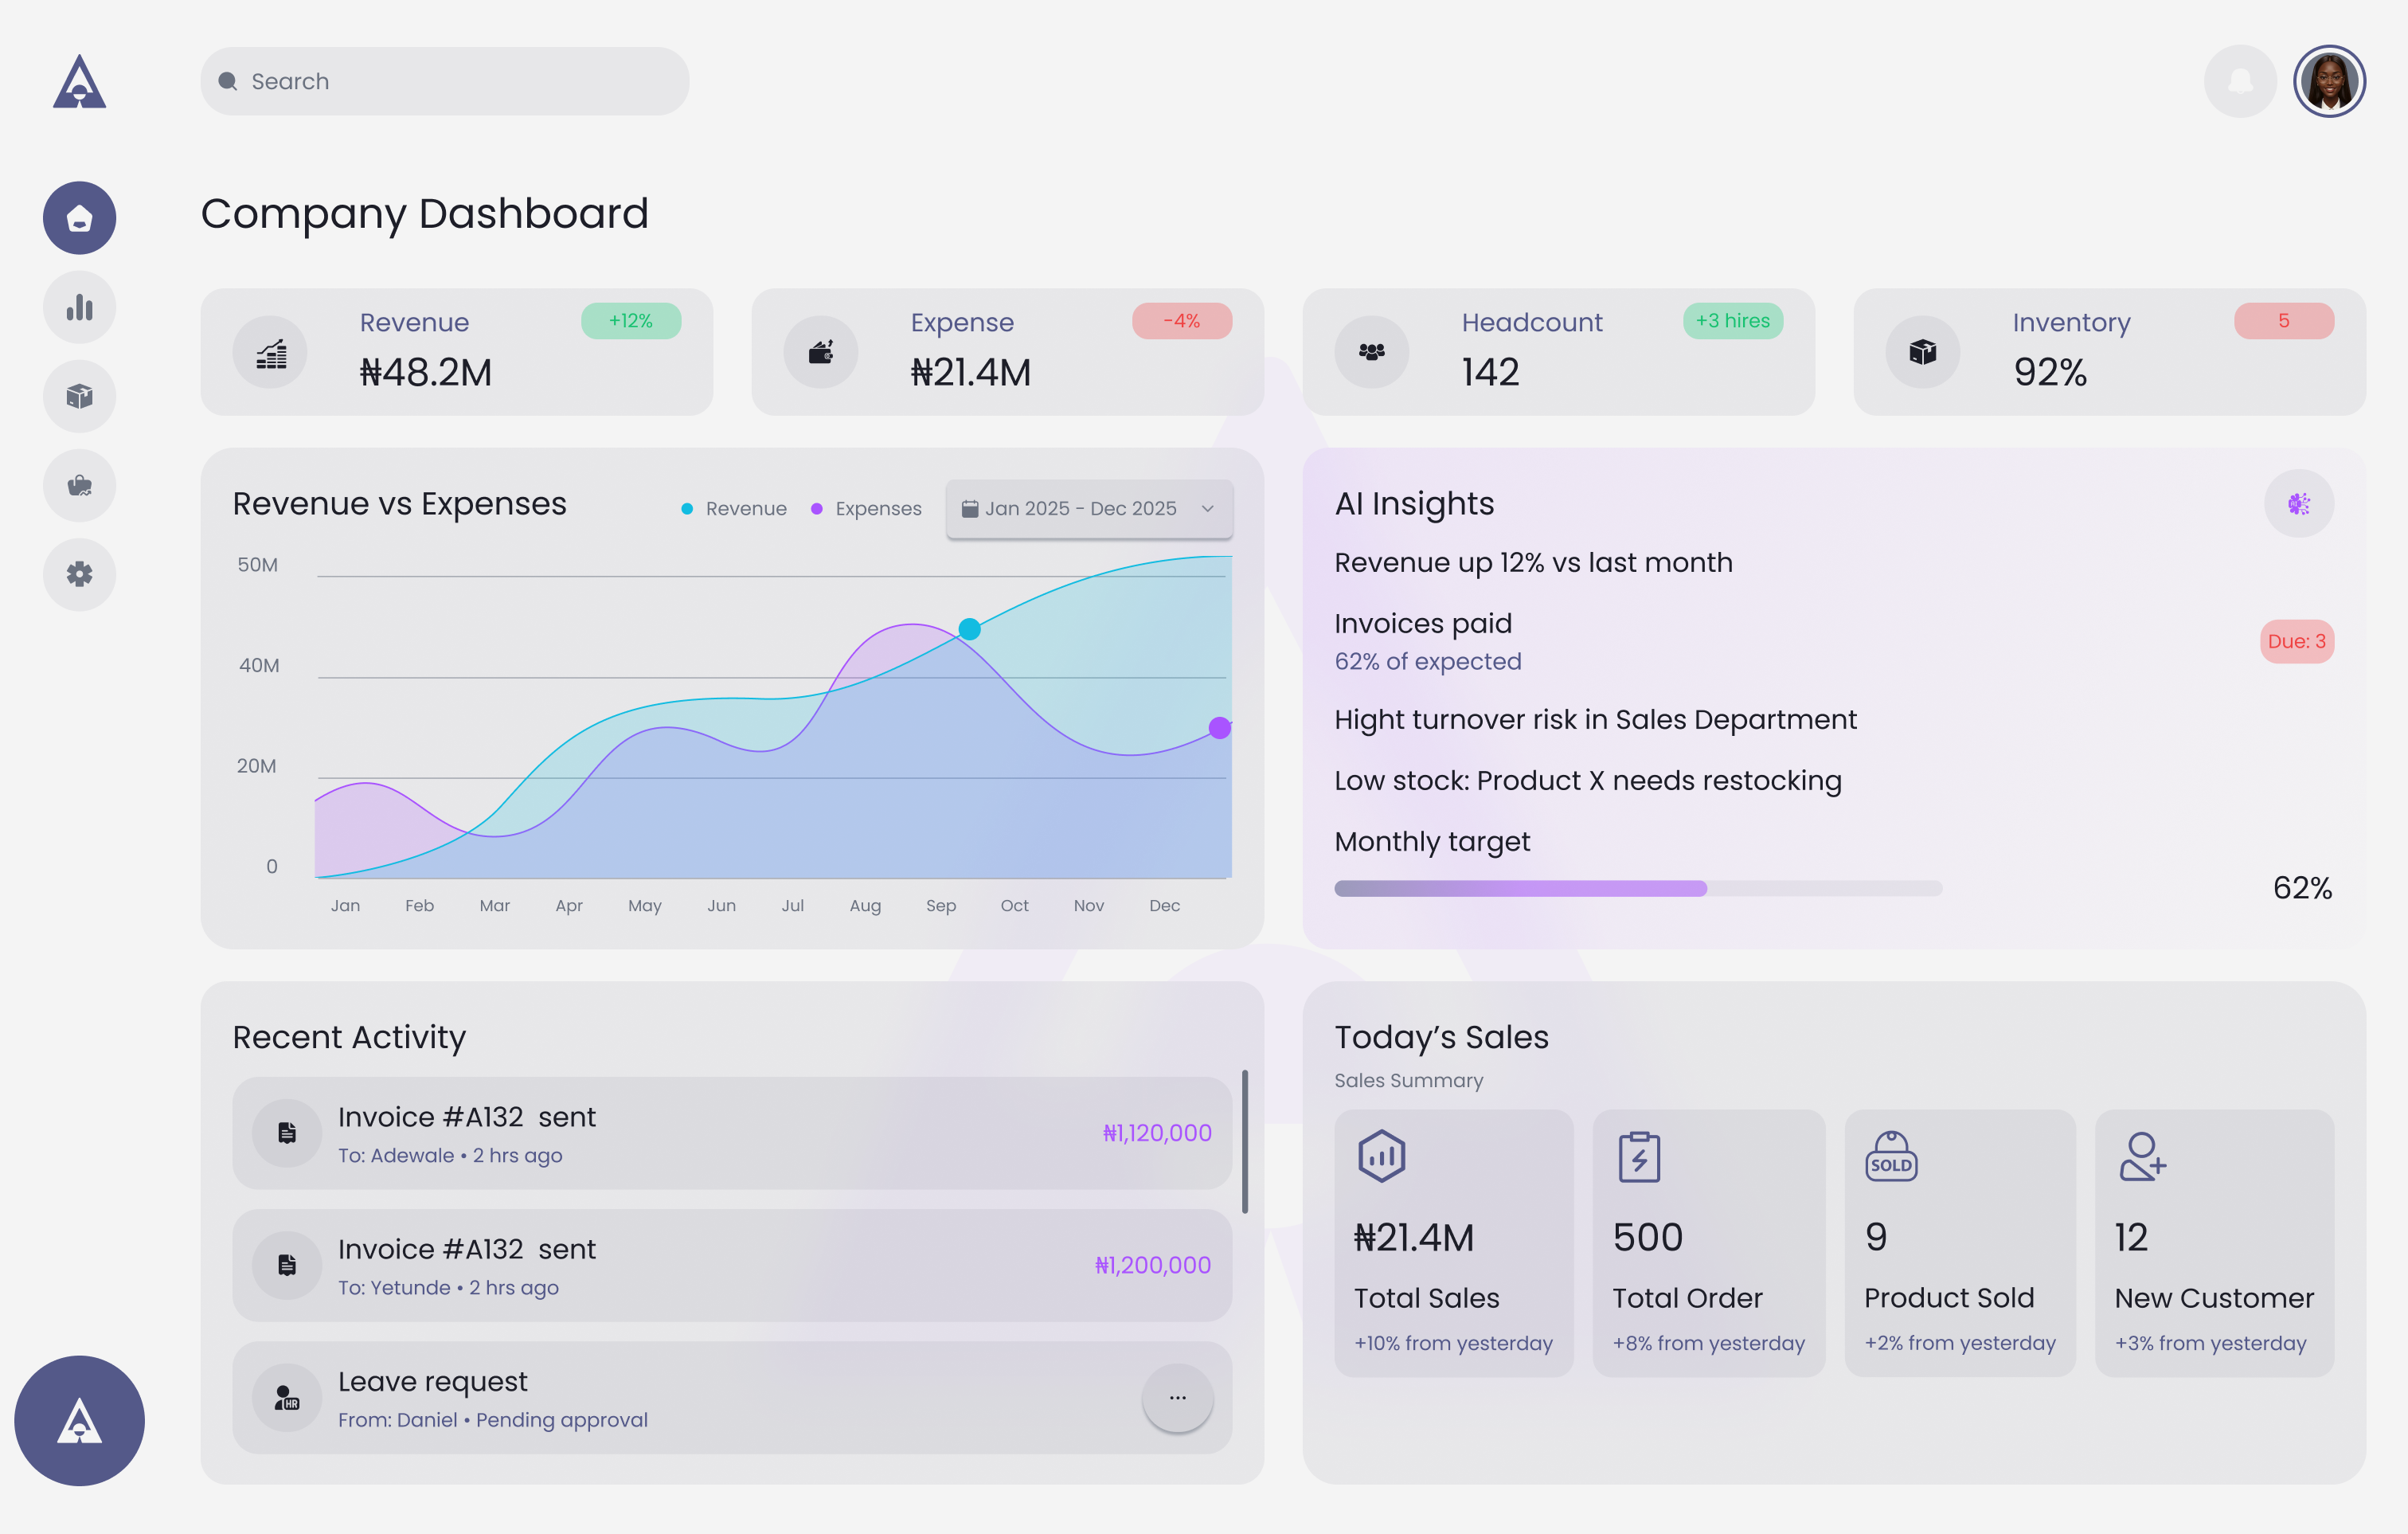 Search
Company Dashboard
Revenue
+12%
₦48.2M
Expense
-4%
₦21.4M
Headcount
+3 hires
142
Inventory
5
92%
Revenue vs Expenses
Revenue
Expenses
Jan 2025 - Dec 2025
50M
40M
20M
0
Jan Feb Mar Apr May Jun Jul Aug Sep Oct Nov Dec
AI Insights
Revenue up 12% vs last month
Invoices paid
62% of expected
Due: 3
Hight turnover risk in Sales Department
Low stock: Product X needs restocking
Monthly target
62%
Recent Activity
Invoice #A132  sent
To: Adewale • 2 hrs ago
₦1,120,000
Invoice #A132  sent
To: Yetunde • 2 hrs ago
₦1,200,000
HR
Leave request
From: Daniel • Pending approval
...
Today’s Sales
Sales Summary
₦21.4M
Total Sales
+10% from yesterday
500
Total Order
+8% from yesterday
SOLD
9
Product Sold
+2% from yesterday
12
New Customer
+3% from yesterday